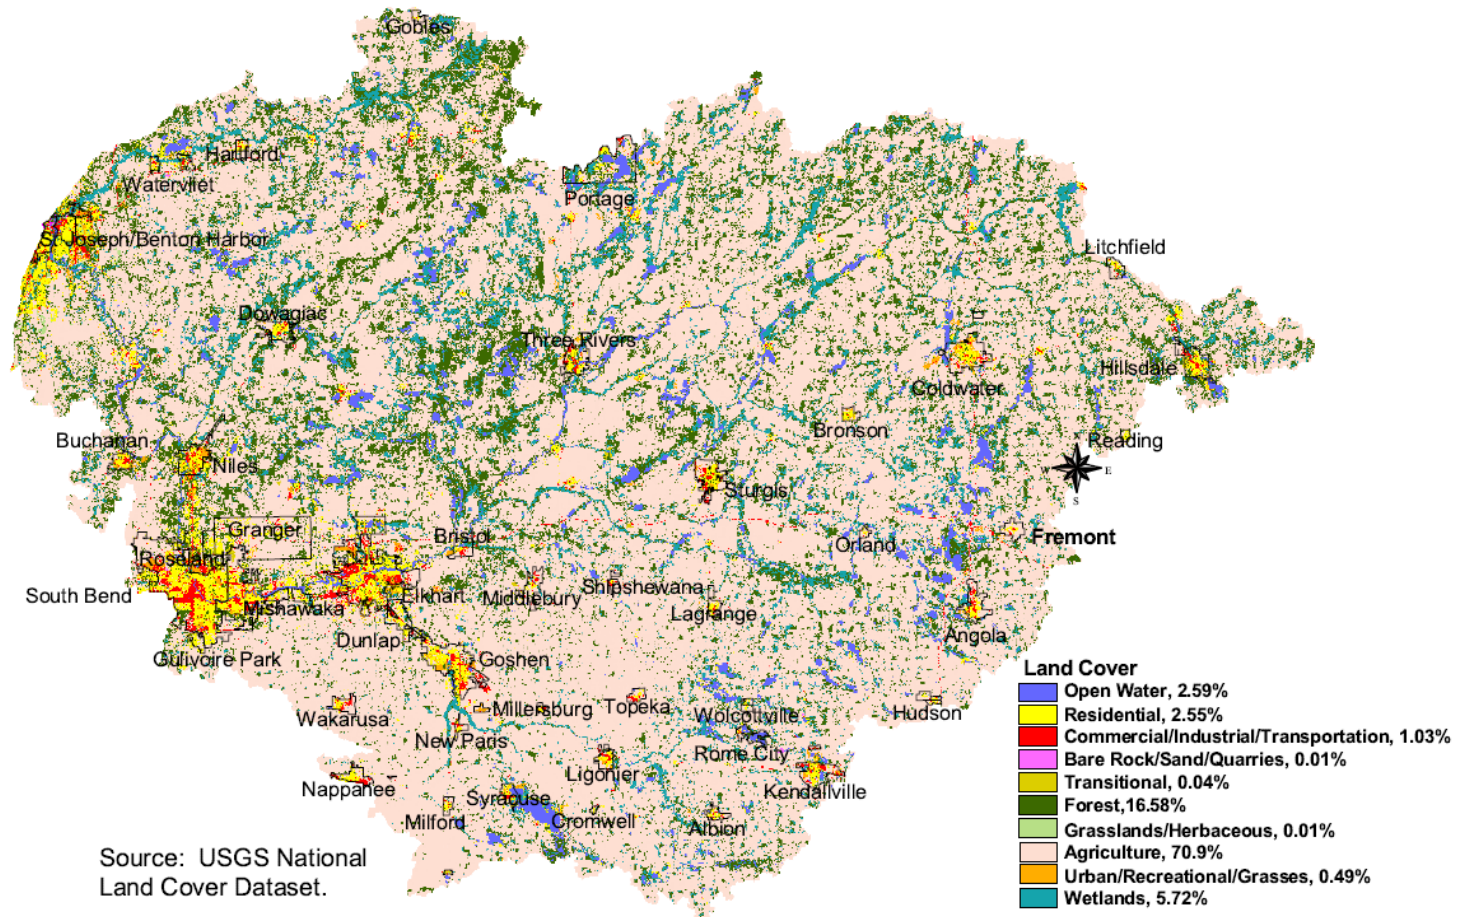 Gobles
Hartford
Watervliet
Portage
St Joseph/Benton Harbor
Litchfield
Dowagiac
Three Rivers
Hillsdale
Coldwater
Bronson
Buchanan
Reading
Niles
E
S
Sturgis
Granger
Bristol
Fremont
Orland
Roseland
South Bend
Mishawaka
Elkhart
Middlebury
Shipshewana
Lagrange
Dunlap
Angola
Gulivoire Park
Goshen
Wakarusa
Millersburg
Topeka
Wolcottville
Hudson
New Paris
Rome City
Ligonier
Nappanee
Kendallville
Syracuse
Milford
Cromwell
Albion
Land Cover
Open Water, 2.59%
Residential, 2.55%
Commercial/Industrial/Transportation, 1.03%
Bare Rock/Sand/Quarries, 0.01%
Transitional, 0.04%
Forest,16.58%
Grasslands/Herbaceous, 0.01%
Agriculture, 70.9%
Urban/Recreational/Grasses, 0.49%
Wetlands, 5.72%
Source: USGS National
Land Cover Dataset.